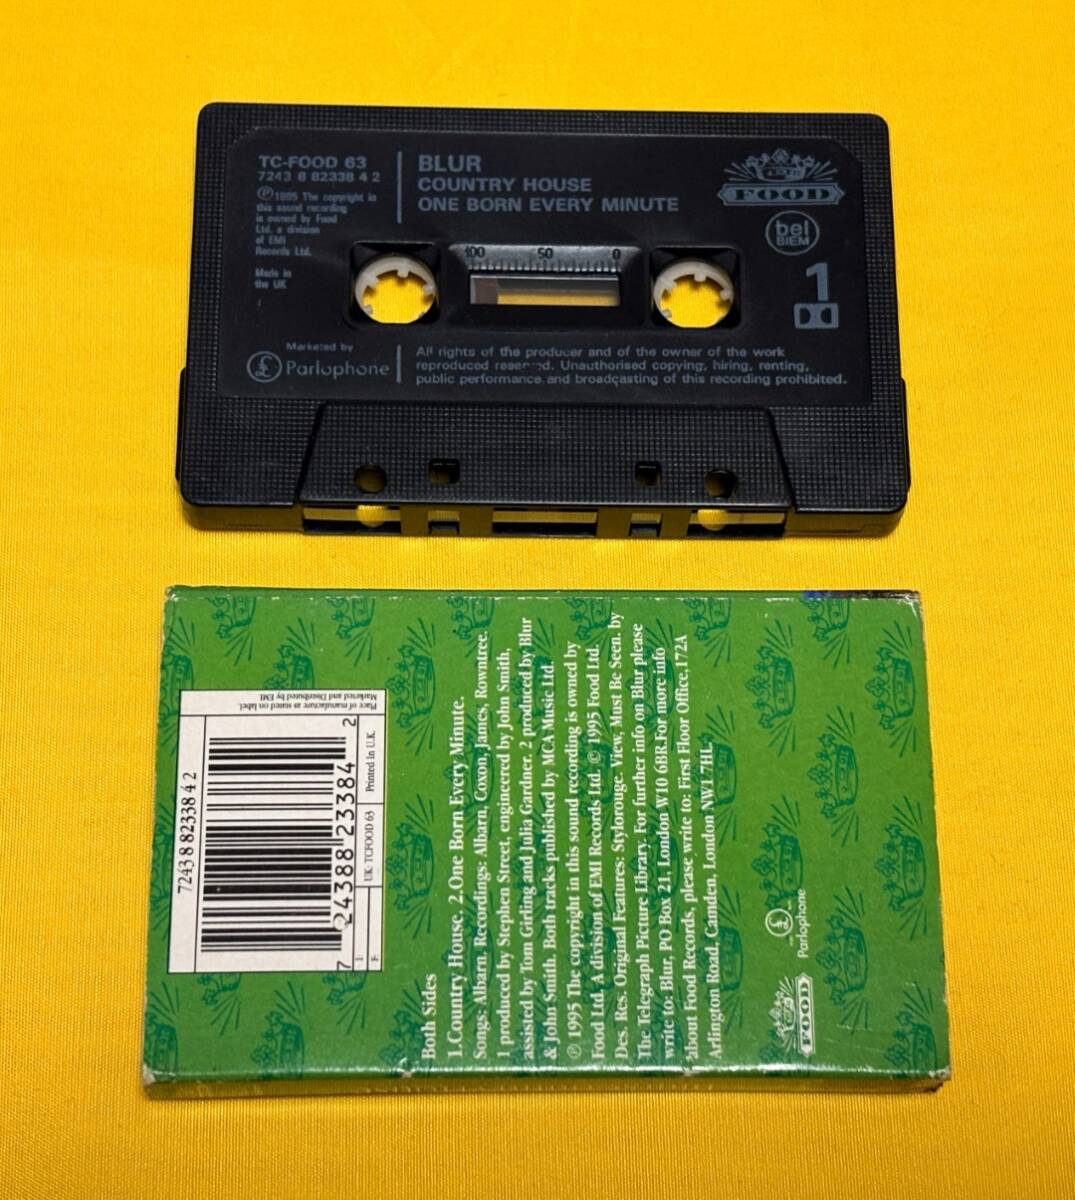 TC-FOOD 63
7243 8 82338 4 2
℗ 1995 The copyright in
this sound recording
is owned by Food
Ltd. a division
of EMI
Records Ltd.
Made in
the UK
BLUR
COUNTRY HOUSE
ONE BORN EVERY MINUTE
FOOD
bel
BIEM
1
100 50 0
Marketed by
Parlophone
All rights of the producer and of the owner of the work
reproduced reserved. Unauthorised copying, hiring, renting,
public performance and broadcasting of this recording prohibited.
7243 8 82338 4 2
7 24388 23384 2
I:
F:
UK: TCFOOD 63
Printed in U.K.
Place of manufacture as stated on label.
Marketed and Distributed by EMI
Both Sides
1.Country House. 2.One Born Every Minute.
Songs: Albarn. Recordings: Albarn, Coxon, James, Rowntree.
1 produced by Stephen Street, engineered by John Smith,
assisted by Tom Girling and Julia Gardner. 2 produced by Blur
& John Smith. Both tracks published by MCA Music Ltd.
℗ 1995 The copyright in this sound recording is owned by
Food Ltd. A division of EMI Records Ltd. © 1995 Food Ltd.
Des. Res. Original Features: Stylorouge. View, Must Be Seen. by
The Telegraph Picture Library. For further info on Blur please
write to: Blur, PO Box 21, London W10 6BR.For more info
about Food Records, please write to: First Floor Office,172A
Arlington Road, Camden, London NW1 7HL.
FOOD
Parlophone